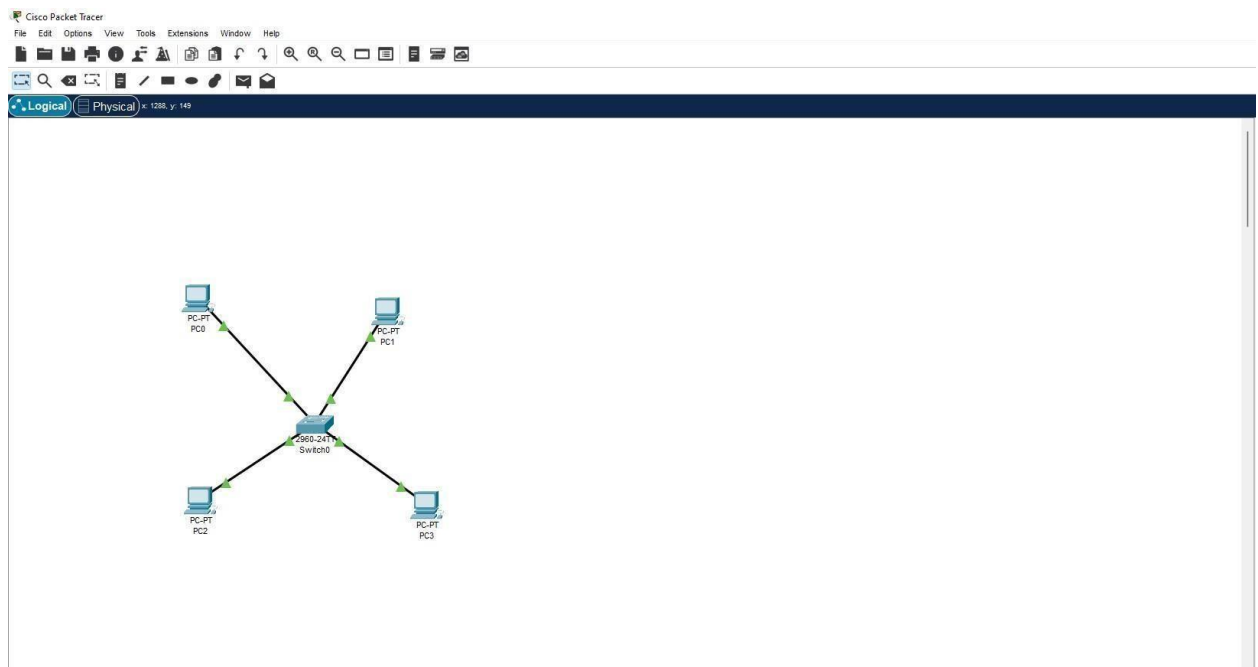 Cisco Packet Tracer
File Edit Options View Tools Extensions Window Help
Logical Physical x: 1288, y: 149
PC-PT
PC0
PC-PT
PC1
2960-24TT
Switch0
PC-PT
PC2
PC-PT
PC3